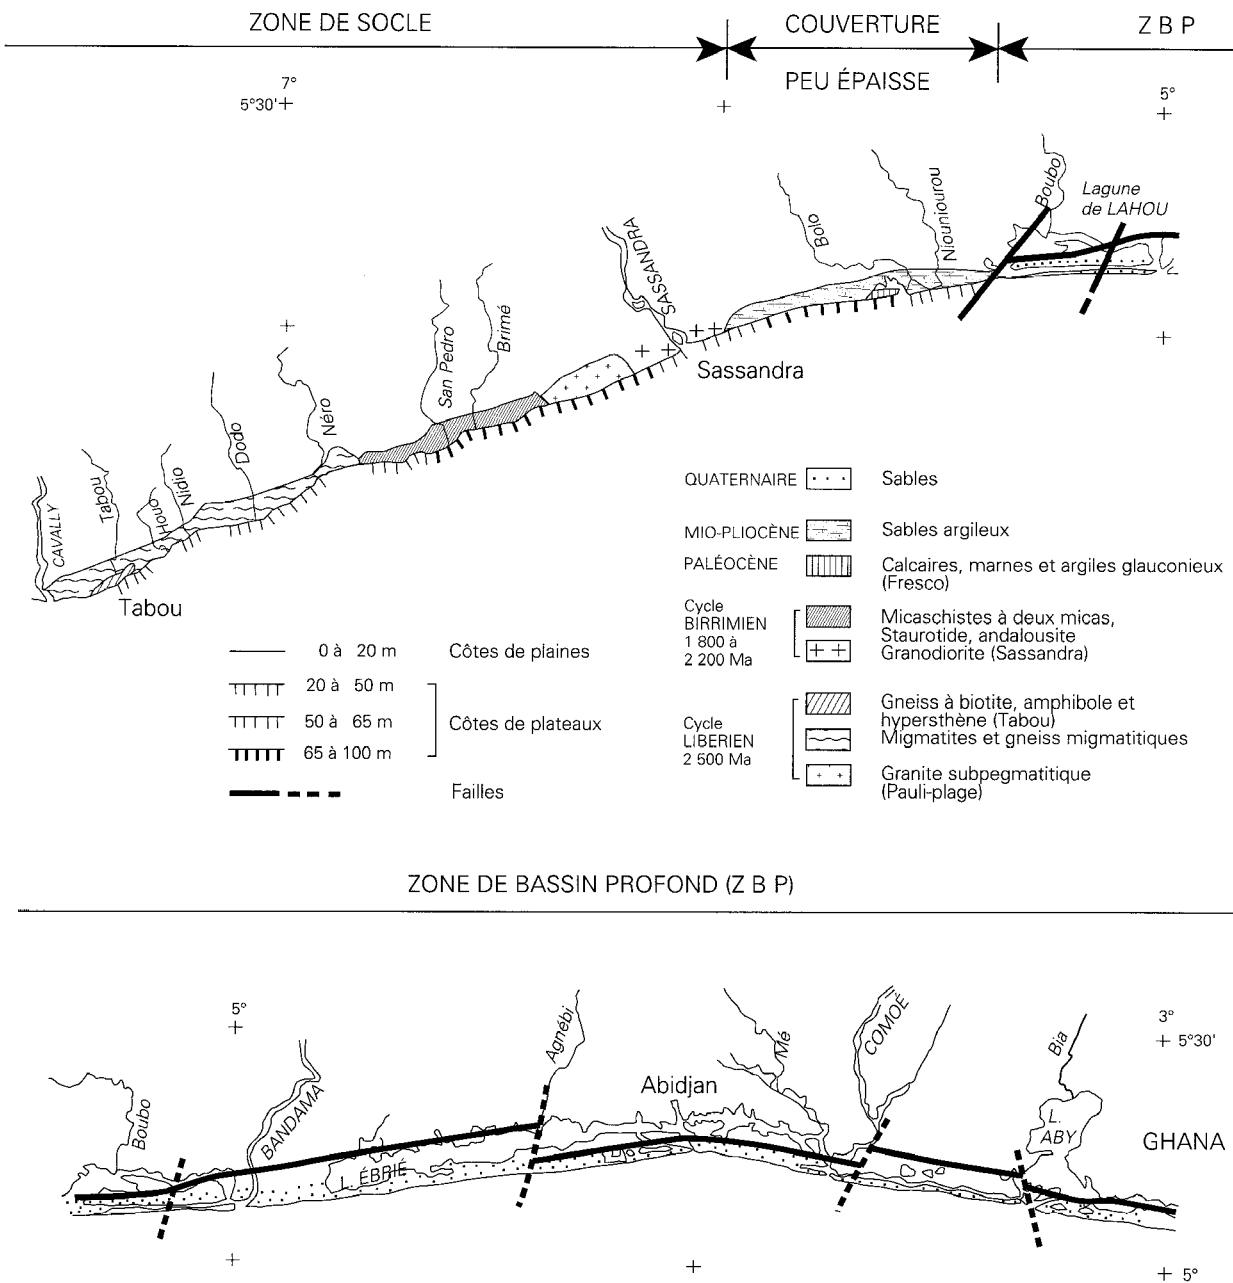 ZONE DE SOCLE
COUVERTURE
Z B P
PEU ÉPAISSE
7°
5°30'
5°
Boubo
Lagune
de LAHOU
Niouniourou
Bolo
SASSANDRA
Brimé
San Pedro
Sassandra
Néro
Dodo
Nidio
Houo
Tabou
CAVALLY
Tabou
QUATERNAIRE
Sables
MIO-PLIOCÈNE
Sables argileux
PALÉOCÈNE
Calcaires, marnes et argiles glauconieux
(Fresco)
Cycle
BIRRIMIEN
1 800 à
2 200 Ma
Micaschistes à deux micas,
Staurotide, andalousite
Granodiorite (Sassandra)
Cycle
LIBERIEN
2 500 Ma
Gneiss à biotite, amphibole et
hypersthène (Tabou)
Migmatites et gneiss migmatitiques
Granite subpegmatitique
(Pauli-plage)
0 à 20 m
Côtes de plaines
20 à 50 m
50 à 65 m
Côtes de plateaux
65 à 100 m
Failles
ZONE DE BASSIN PROFOND (Z B P)
5°
3°
5°30'
Boubo
BANDAMA
Agnébi
Abidjan
Mé
COMOÉ
Bia
L.
ABY
GHANA
L. ÉBRIÉ
5°